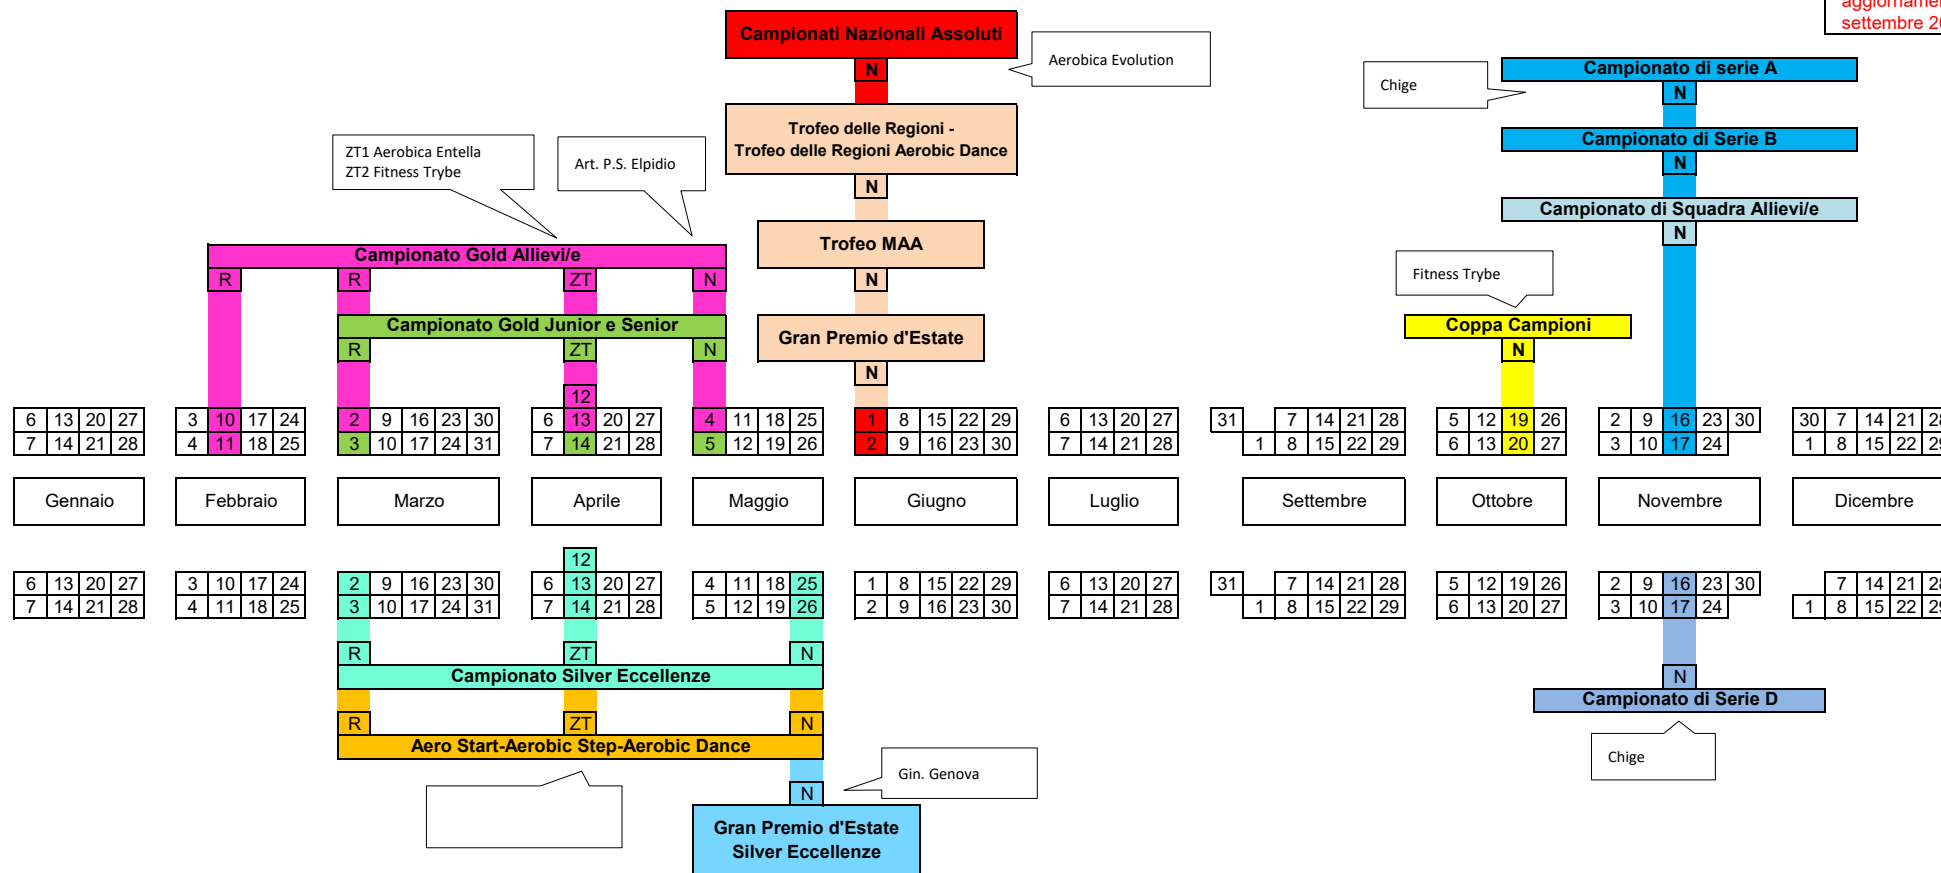 aggiornamen
settembre 20
Campionati Nazionali Assoluti
N
Aerobica Evolution
Campionato di serie A
N
Chige
Trofeo delle Regioni -
Trofeo delle Regioni Aerobic Dance
N
Campionato di Serie B
N
ZT1 Aerobica Entella
ZT2 Fitness Trybe
Art. P.S. Elpidio
Campionato di Squadra Allievi/e
N
Trofeo MAA
N
Campionato Gold Allievi/e
R R ZT N
Fitness Trybe
Campionato Gold Junior e Senior
R ZT N
Gran Premio d'Estate
N
Coppa Campioni
N
12
6 13 20 27 3 10 17 24 2 9 16 23 30 6 13 20 27 4 11 18 25 1 8 15 22 29 6 13 20 27 31 7 14 21 28 5 12 19 26 2 9 16 23 30 30 7 14 21 28
7 14 21 28 4 11 18 25 3 10 17 24 31 7 14 21 28 5 12 19 26 2 9 16 23 30 7 14 21 28 1 8 15 22 29 6 13 20 27 3 10 17 24 1 8 15 22 29
Gennaio Febbraio Marzo Aprile Maggio Giugno Luglio Settembre Ottobre Novembre Dicembre
12
6 13 20 27 3 10 17 24 2 9 16 23 30 6 13 20 27 4 11 18 25 1 8 15 22 29 6 13 20 27 31 7 14 21 28 5 12 19 26 2 9 16 23 30 7 14 21 28
7 14 21 28 4 11 18 25 3 10 17 24 31 7 14 21 28 5 12 19 26 2 9 16 23 30 7 14 21 28 1 8 15 22 29 6 13 20 27 3 10 17 24 1 8 15 22 29
R ZT N
Campionato Silver Eccellenze
N
Campionato di Serie D
R ZT N
Aero Start-Aerobic Step-Aerobic Dance
Chige
Gin. Genova
N
Gran Premio d'Estate
Silver Eccellenze